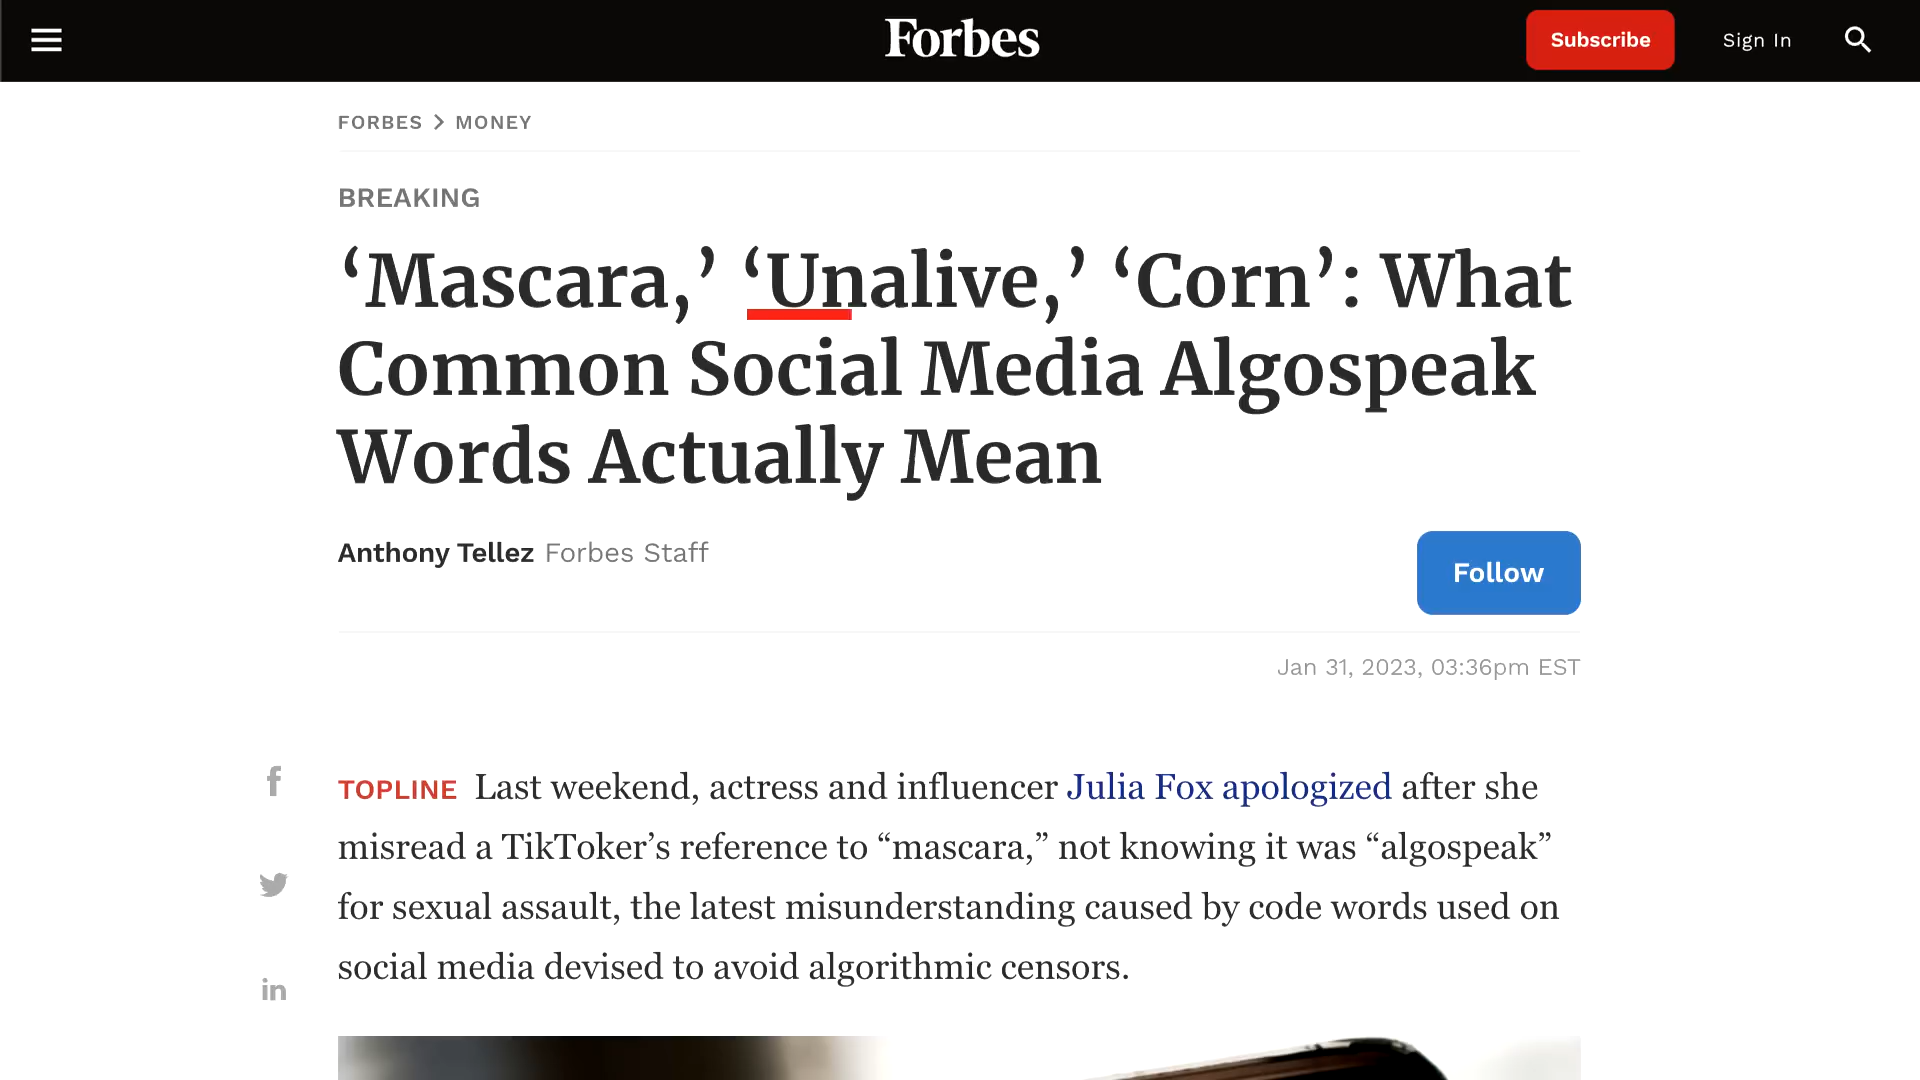 Forbes
Subscribe
Sign In
FORBES > MONEY
BREAKING
‘Mascara,’ ‘Unalive,’ ‘Corn’: What
Common Social Media Algospeak
Words Actually Mean
Anthony Tellez Forbes Staff
Follow
Jan 31, 2023, 03:36pm EST
TOPLINE Last weekend, actress and influencer Julia Fox apologized after she
misread a TikToker’s reference to “mascara,” not knowing it was “algospeak”
for sexual assault, the latest misunderstanding caused by code words used on
social media devised to avoid algorithmic censors.